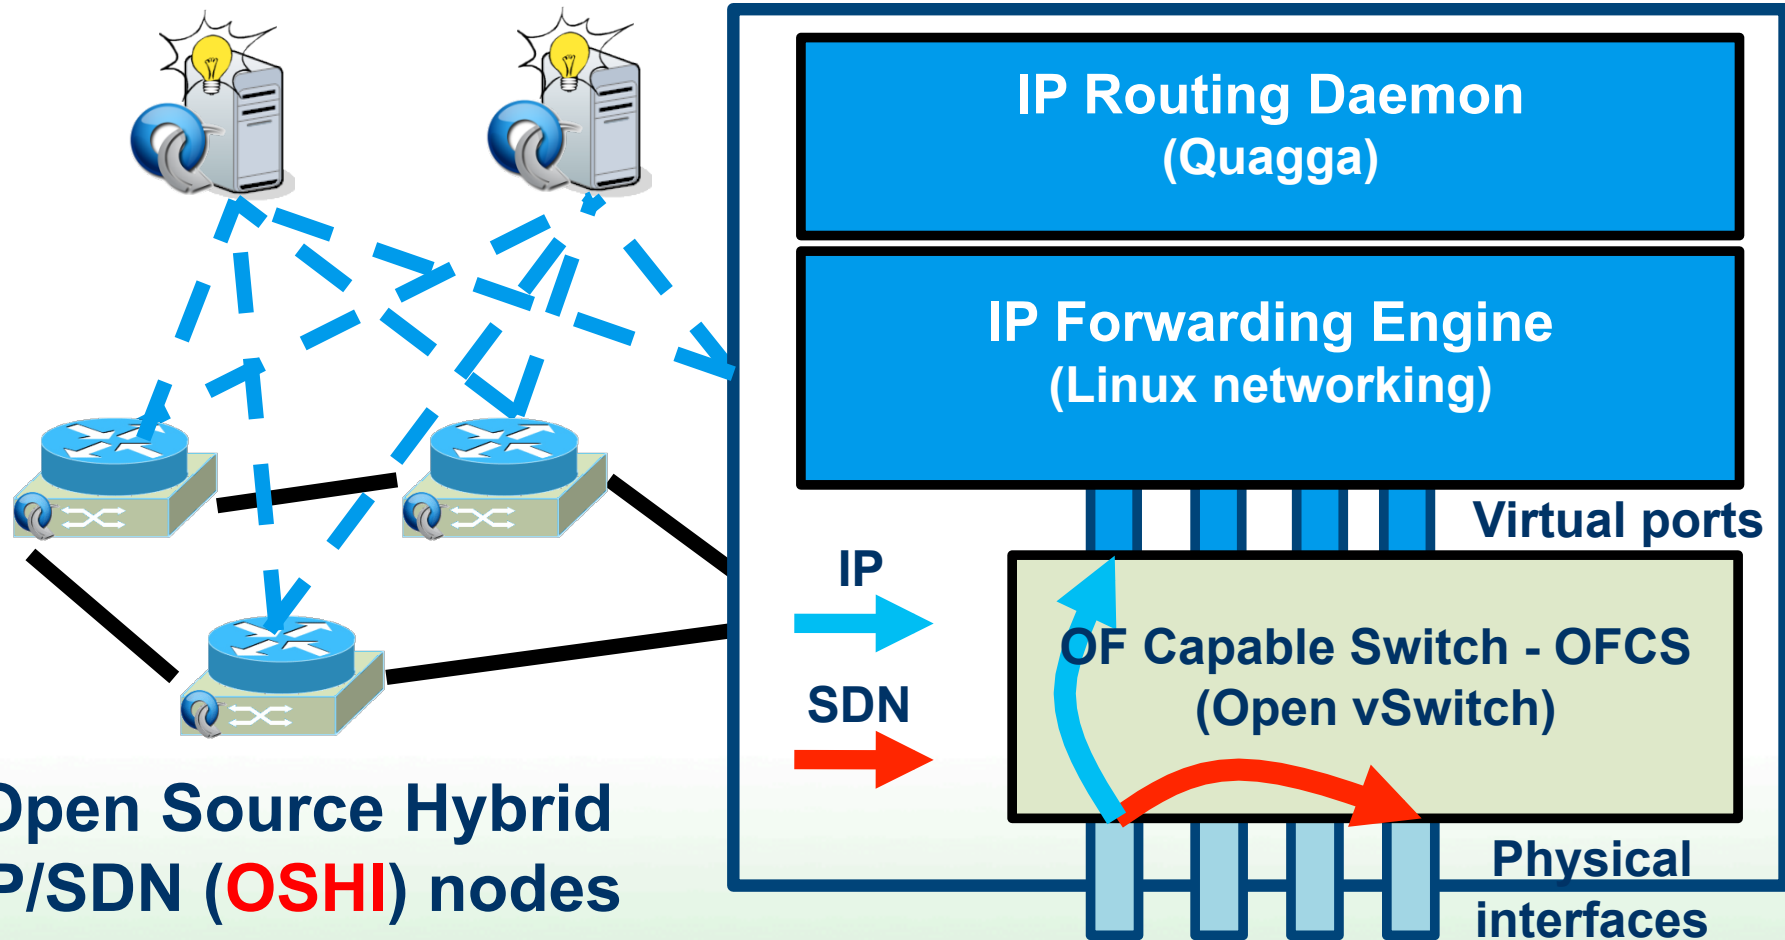 IP Routing Daemon
(Quagga)
IP Forwarding Engine
(Linux networking)
Virtual ports
IP
OF Capable Switch - OFCS
(Open vSwitch)
SDN
Open Source Hybrid
P/SDN (OSHI) nodes
Physical
interfaces